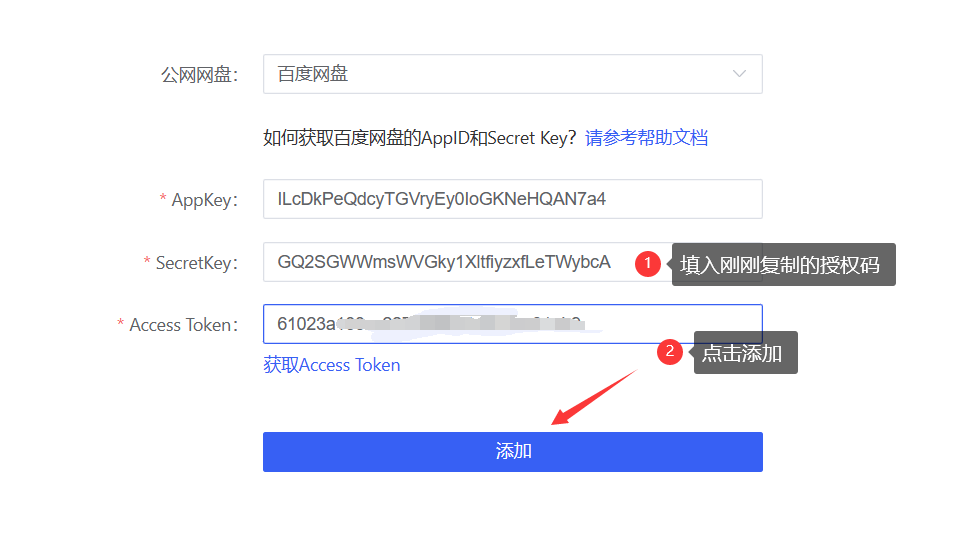 公网网盘： 百度网盘
如何获取百度网盘的AppID和Secret Key？请参考帮助文档
* AppKey： ILcDkPeQdcyTGVryEy0IoGKNeHQAN7a4
* SecretKey： GQ2SGWWmsWVGky1XltfiyzxfLeTWybcA
1 填入刚刚复制的授权码
* Access Token： 61023a
2 点击添加
获取Access Token
添加